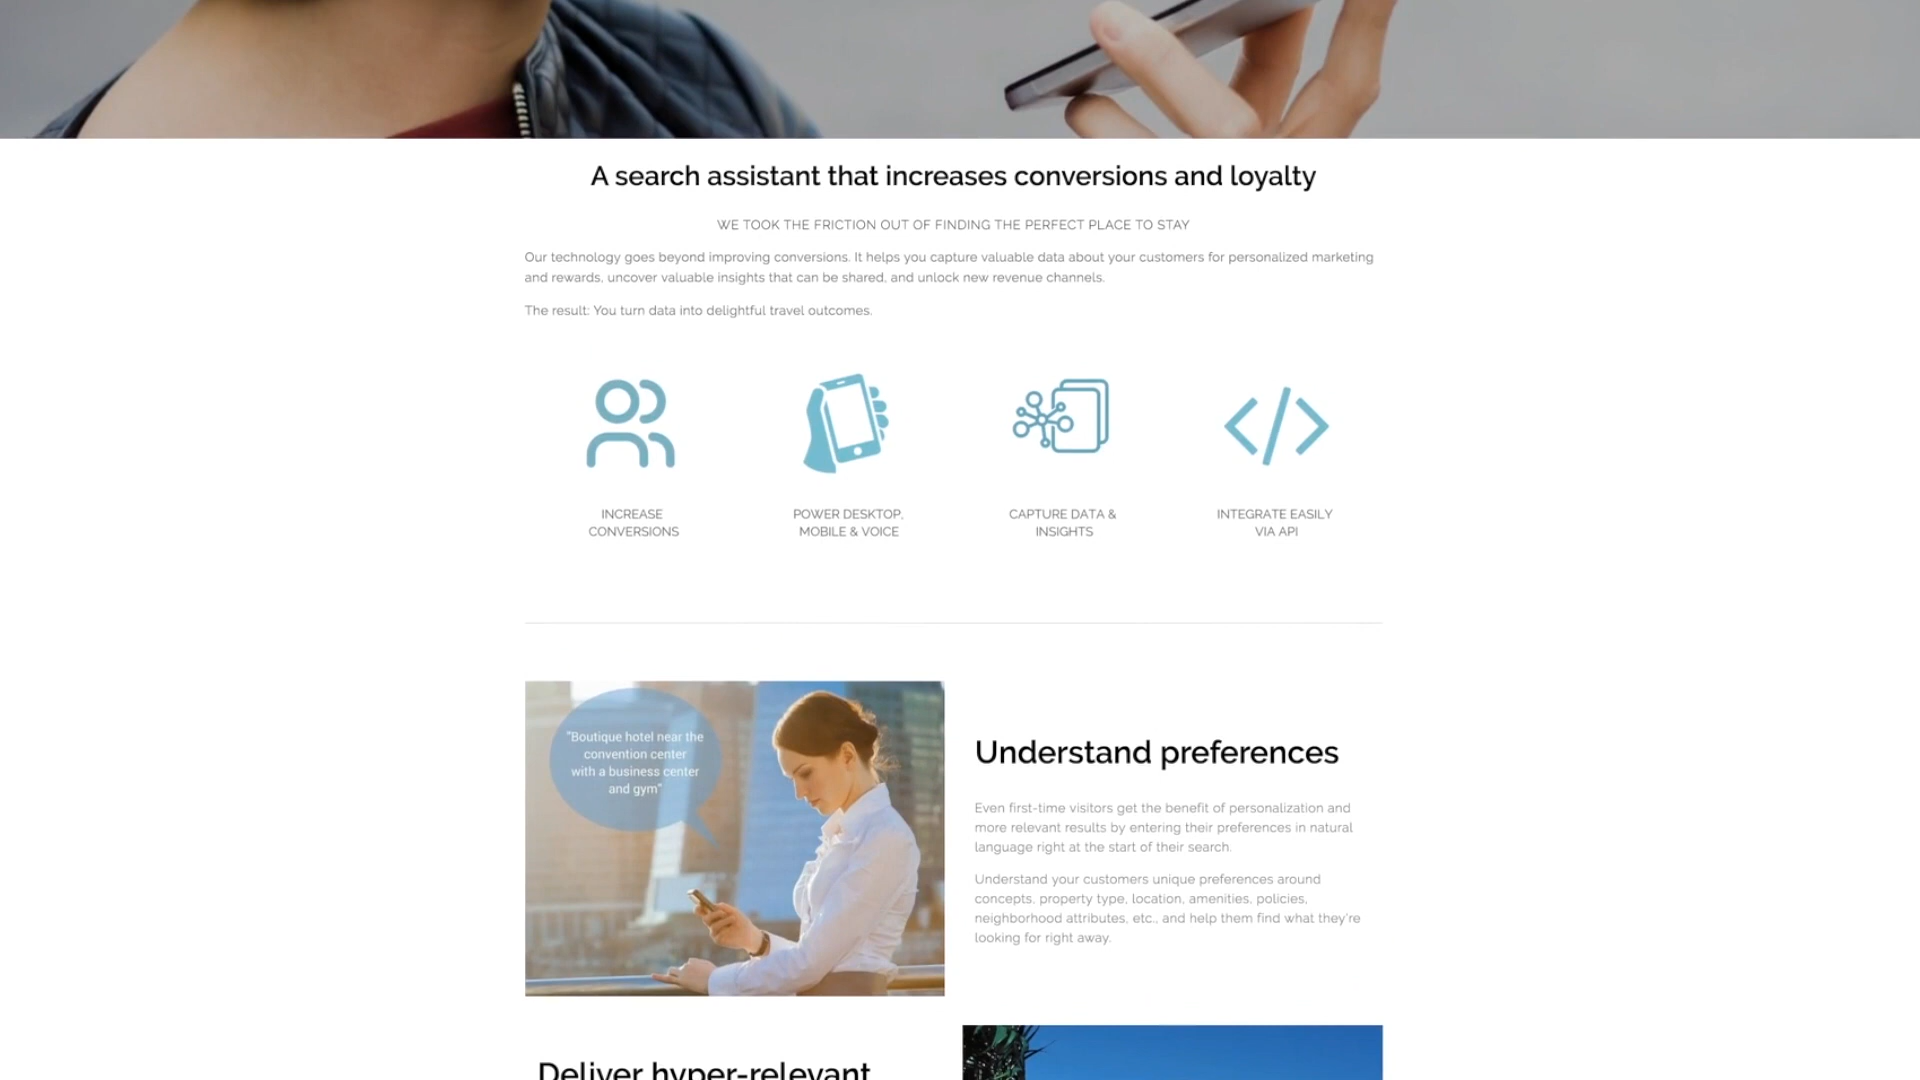 A search assistant that increases conversions and loyalty
WE TOOK THE FRICTION OUT OF FINDING THE PERFECT PLACE TO STAY
Our technology goes beyond improving conversions. It helps you capture valuable data about your customers for personalized marketing
and rewards, uncover valuable insights that can be shared, and unlock new revenue channels.
The result: You turn data into delightful travel outcomes.
INCREASE
CONVERSIONS
POWER DESKTOP,
MOBILE & VOICE
CAPTURE DATA &
INSIGHTS
INTEGRATE EASILY
VIA API
"Boutique hotel near the
convention center
with a business center
and gym"
Understand preferences
Even first-time visitors get the benefit of personalization and
more relevant results by entering their preferences in natural
language right at the start of their search.
Understand your customers unique preferences around
concepts, property type, location, amenities, policies,
neighborhood attributes, etc., and help them find what they're
looking for right away.
Deliver hyper-relevant